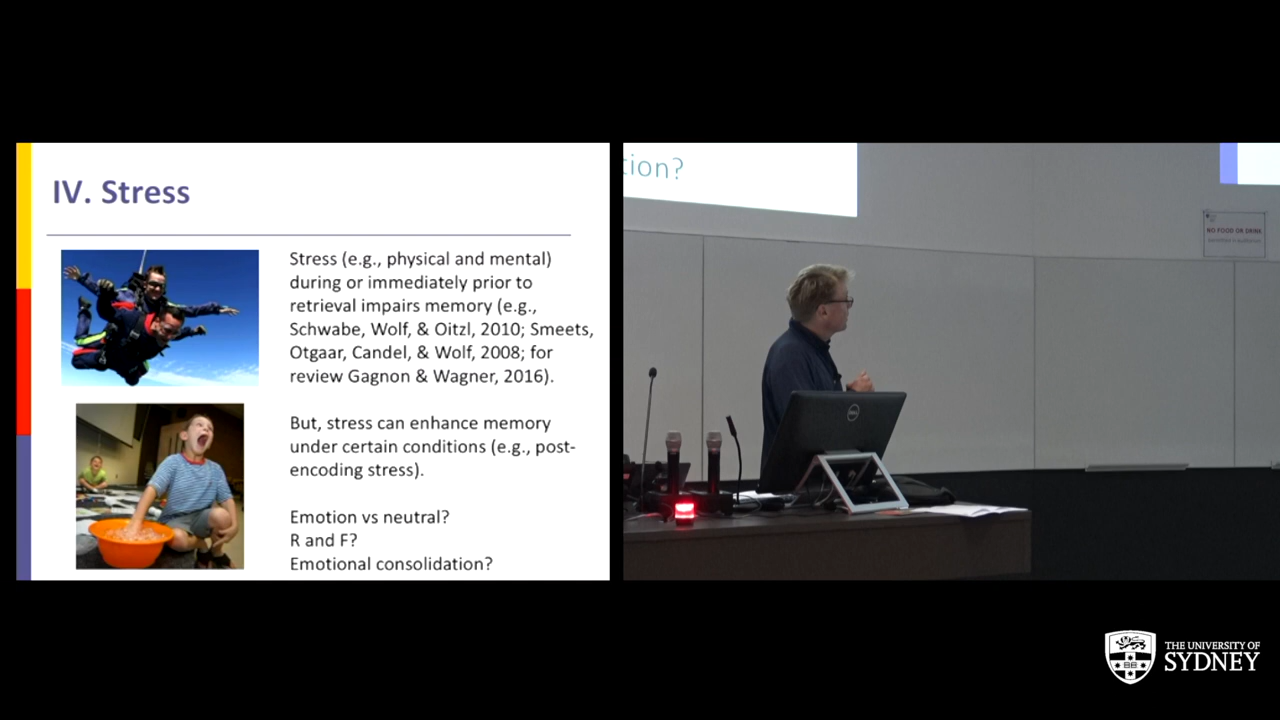 IV. Stress
Stress (e.g., physical and mental)
during or immediately prior to
retrieval impairs memory (e.g.,
Schwabe, Wolf, & Oitzl, 2010; Smeets,
Otgaar, Candel, & Wolf, 2008; for
review Gagnon & Wagner, 2016).
But, stress can enhance memory
under certain conditions (e.g., post-
encoding stress).
Emotion vs neutral?
R and F?
Emotional consolidation?
tion?
NO FOOD OR DRINK
DELL
THE UNIVERSITY OF
SYDNEY